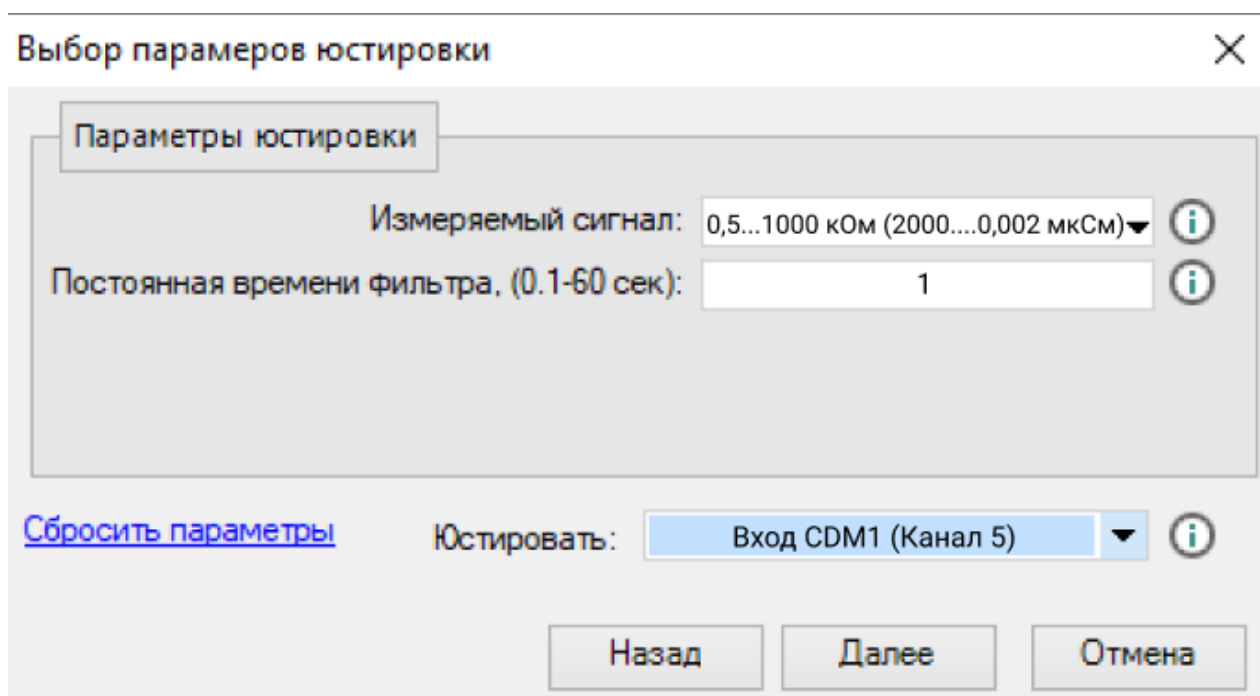 Выбор парамеров юстировки
Параметры юстировки
Измеряемый сигнал: 0,5...1000 кОм (2000....0,002 мкСм)
Постоянная времени фильтра, (0.1-60 сек): 1
Сбросить параметры Юстировать: Вход CDM1 (Канал 5)
Назад Далее Отмена